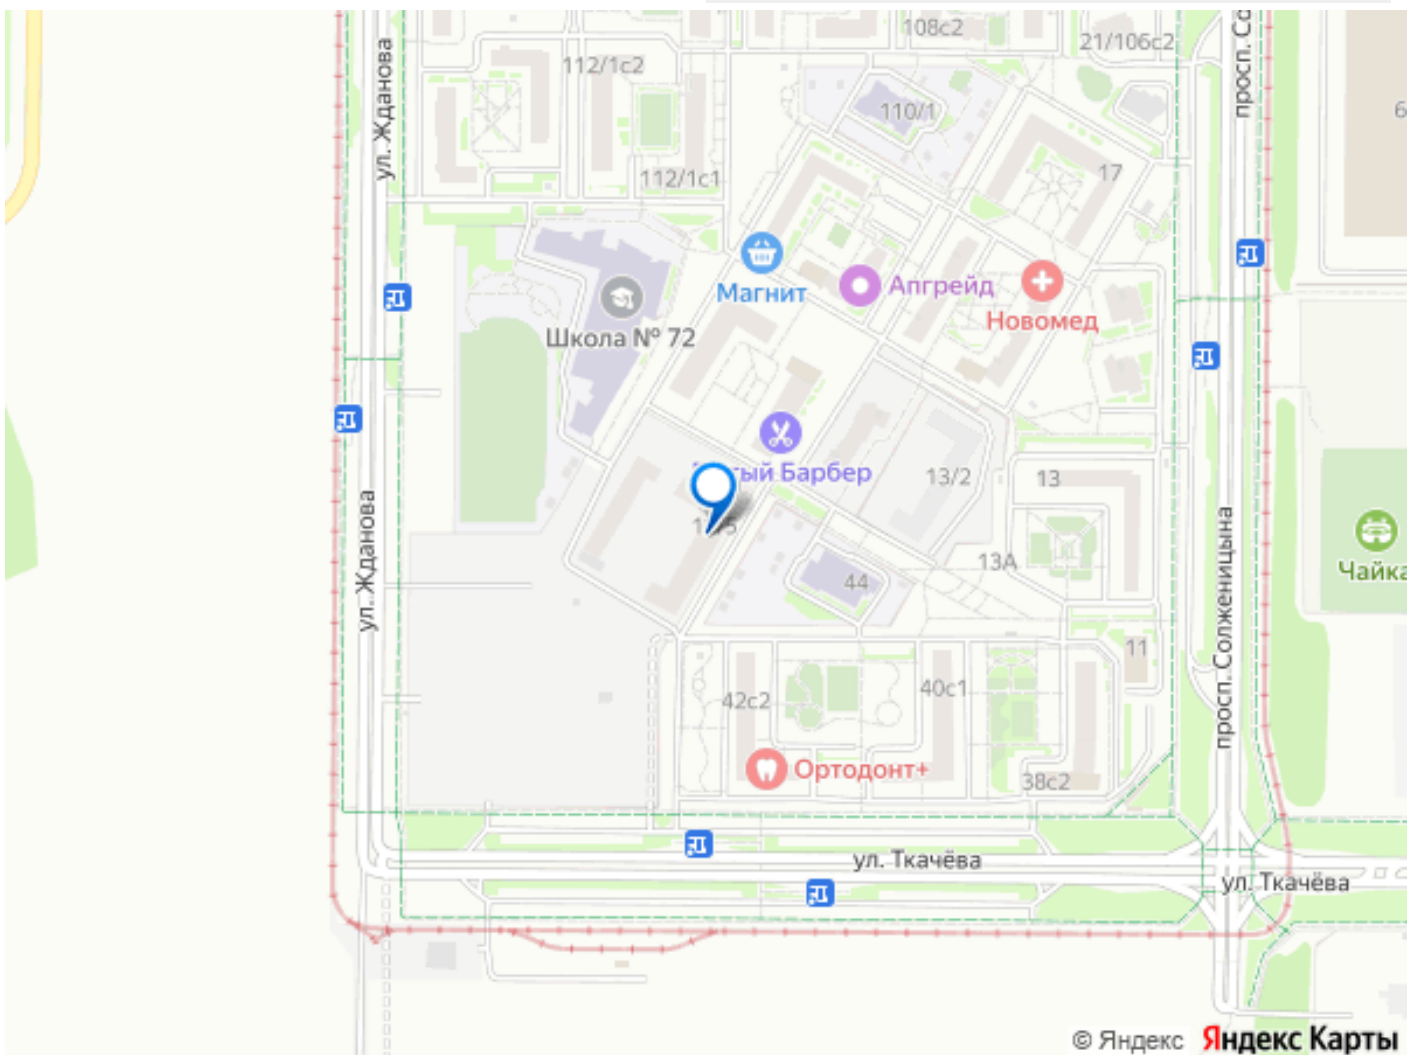 108с2
21/106с2
просп. Со
112/1с2
ул. Жданова
110/1
112/1с1
17
Магнит
Апгрейд
Новомед
Школа № 72
Барбер
13/2
13
13А
44
ул. Жданова
просп. Солженицына
Чайка
11
42с2
40с1
Ортодонт+
38с2
ул. Ткачёва
ул. Ткачёва
© Яндекс Яндекс Карты